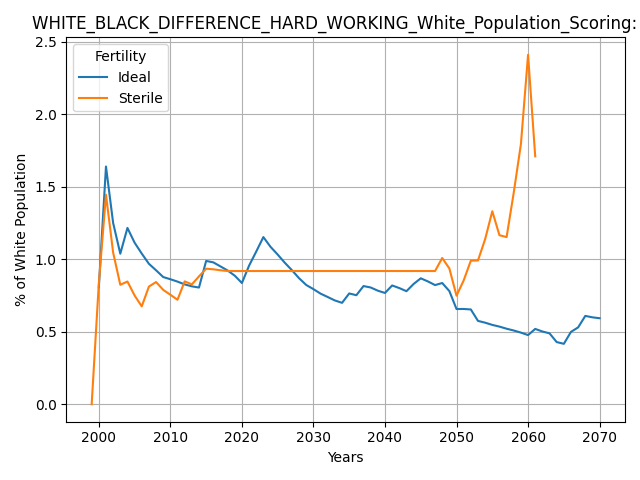 WHITE_BLACK_DIFFERENCE_HARD_WORKING_White_Population_Scoring:
2.5
2.0
1.5
1.0
0.5
0.0
% of White Population
Fertility
Ideal
Sterile
2000 2010 2020 2030 2040 2050 2060 2070
Years